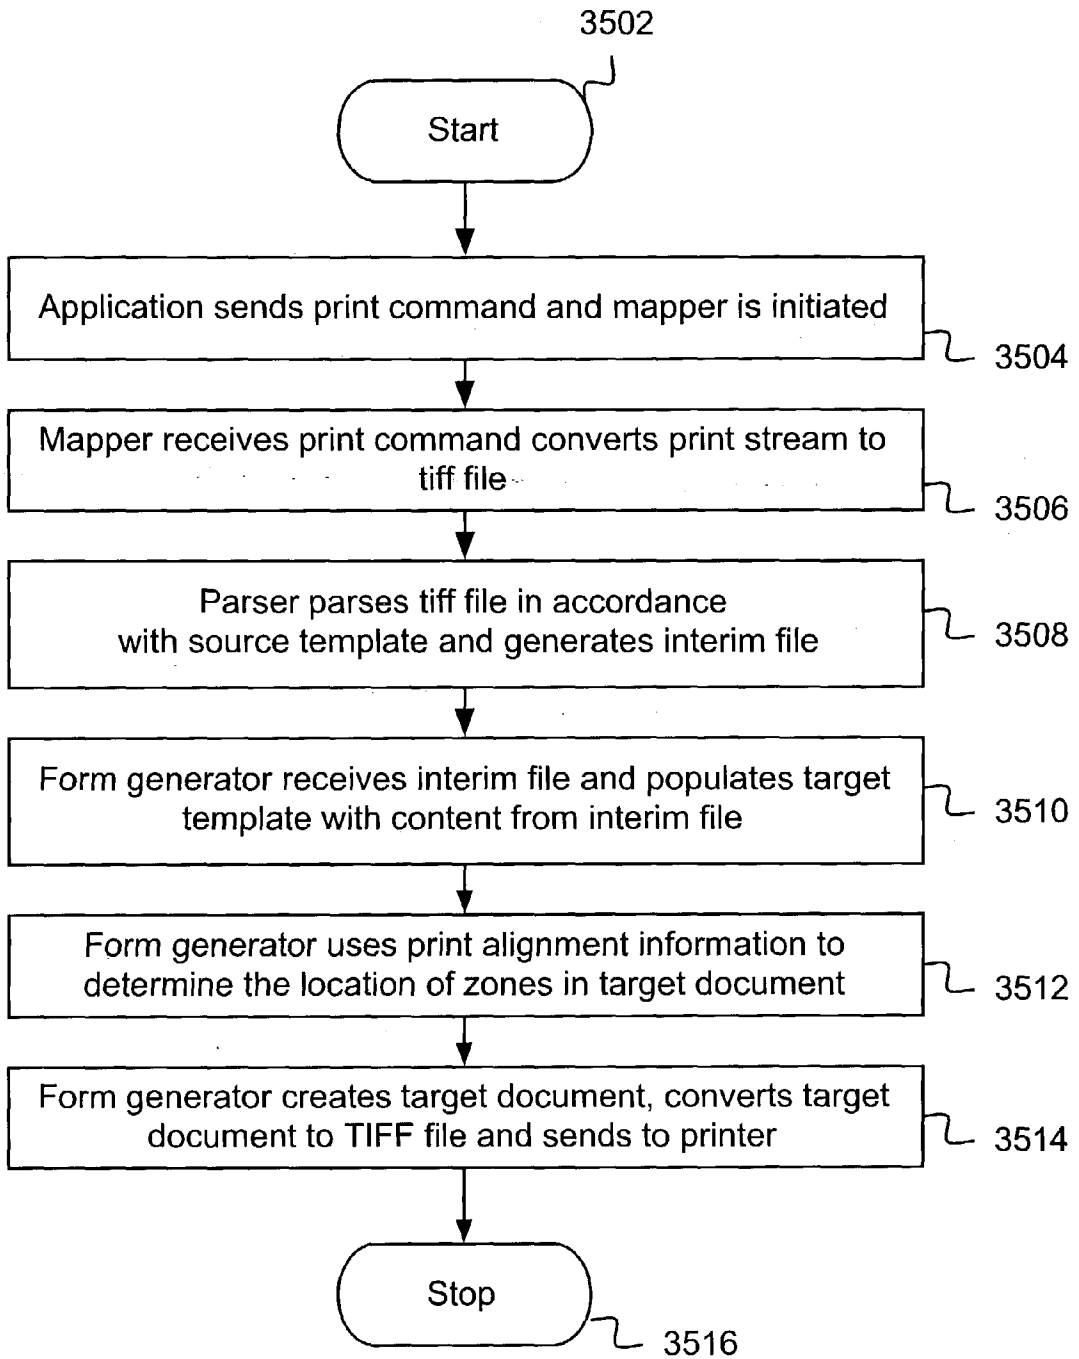 3502
Start
Application sends print command and mapper is initiated
3504
Mapper receives print command converts print stream to
tiff file
3506
Parser parses tiff file in accordance
with source template and generates interim file
3508
Form generator receives interim file and populates target
template with content from interim file
3510
Form generator uses print alignment information to
determine the location of zones in target document
3512
Form generator creates target document, converts target
document to TIFF file and sends to printer
3514
Stop
3516